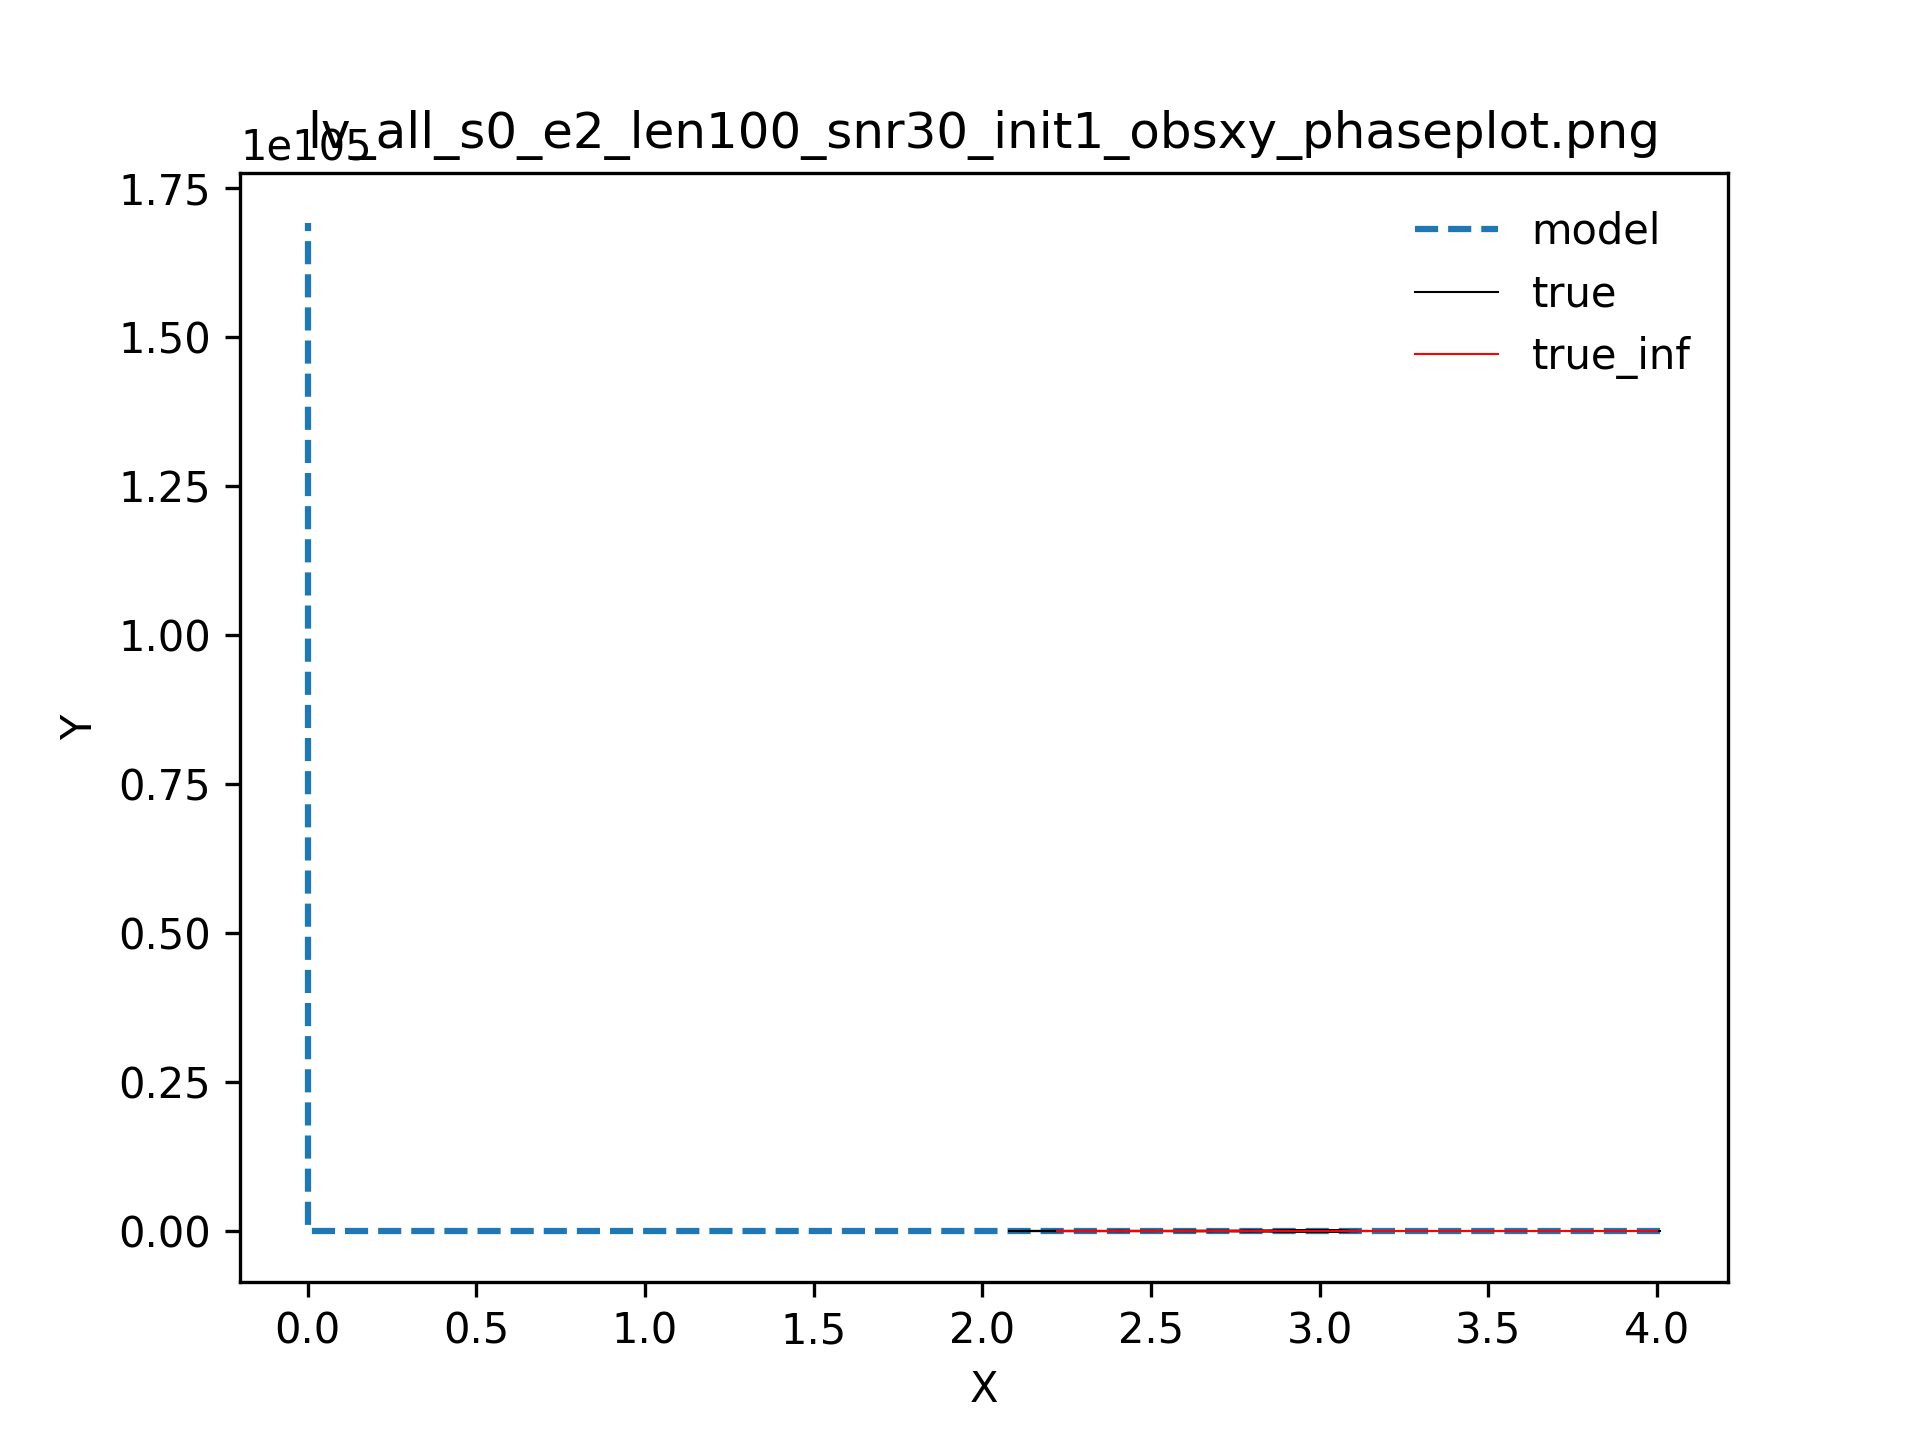 lv_all_s0_e2_len100_snr30_init1_obsxy_phaseplot.png
1e105
1.75
1.50
1.25
1.00
0.75
0.50
0.25
0.00
Y
model
true
true_inf
0.0 0.5 1.0 1.5 2.0 2.5 3.0 3.5 4.0
X